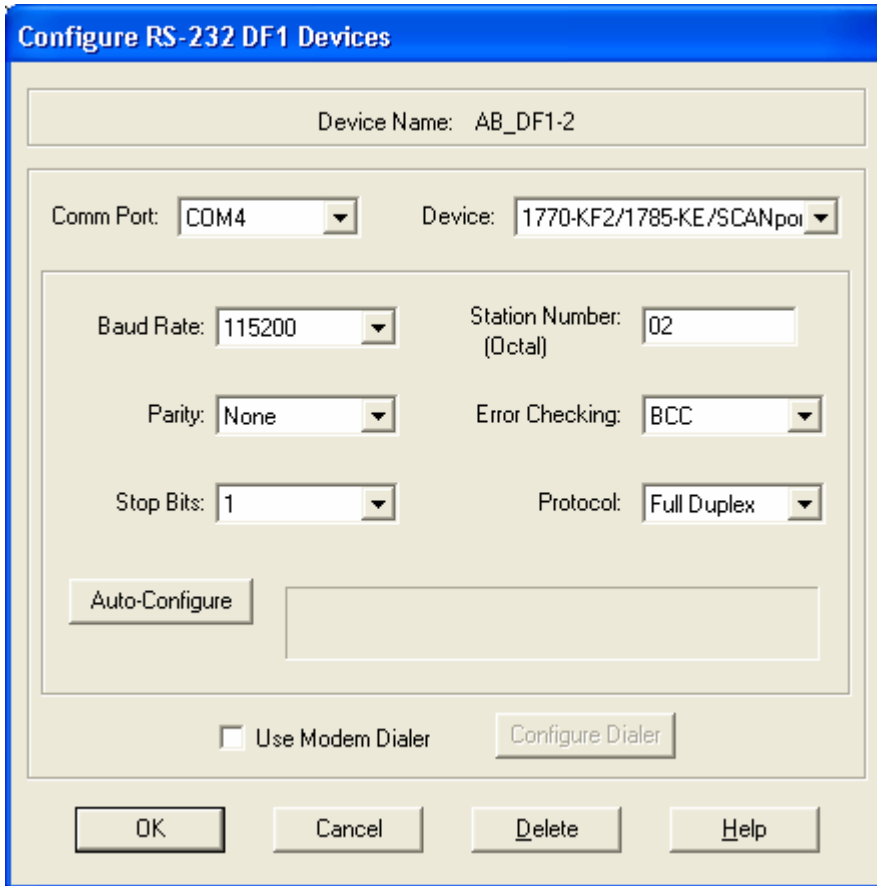 Configure RS-232 DF1 Devices
Device Name: AB_DF1-2
Comm Port: COM4 Device: 1770-KF2/1785-KE/SCANpor
Baud Rate: 115200 Station Number: 02
(Octal)
Parity: None Error Checking: BCC
Stop Bits: 1 Protocol: Full Duplex
Auto-Configure
Use Modem Dialer Configure Dialer
OK Cancel Delete Help